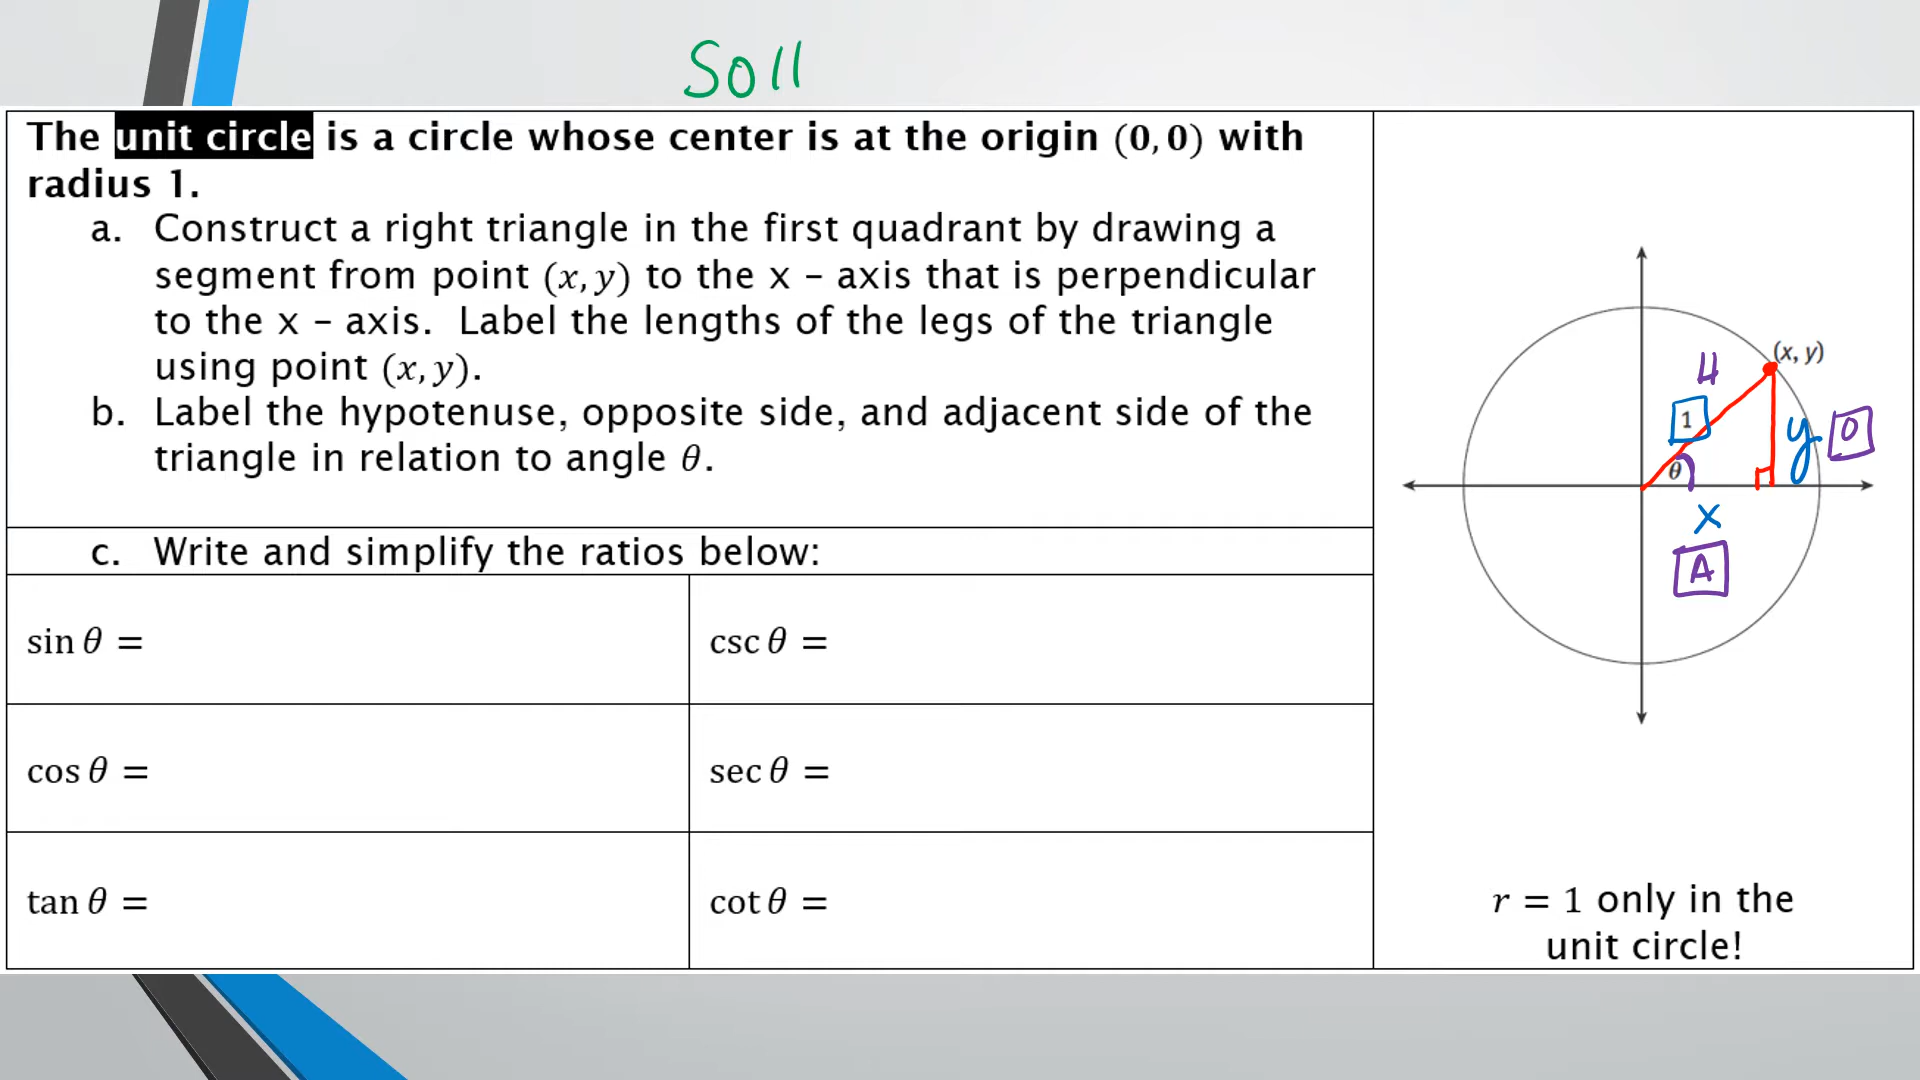 SOH
The unit circle is a circle whose center is at the origin (0, 0) with
radius 1.
a. Construct a right triangle in the first quadrant by drawing a
segment from point (x, y) to the x – axis that is perpendicular
to the x – axis. Label the lengths of the legs of the triangle
using point (x, y).
b. Label the hypotenuse, opposite side, and adjacent side of the
triangle in relation to angle θ.
c. Write and simplify the ratios below:
sin θ =
csc θ =
cos θ =
sec θ =
tan θ =
cot θ =
(x, y)
H
1
y
O
θ
x
A
r = 1 only in the
unit circle!